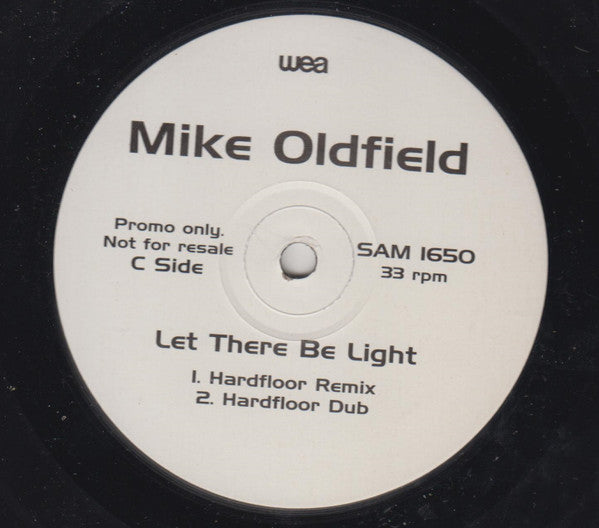 wea
Mike Oldfield
Promo only.
Not for resale
C Side
SAM 1650
33 rpm
Let There Be Light
1. Hardfloor Remix
2. Hardfloor Dub